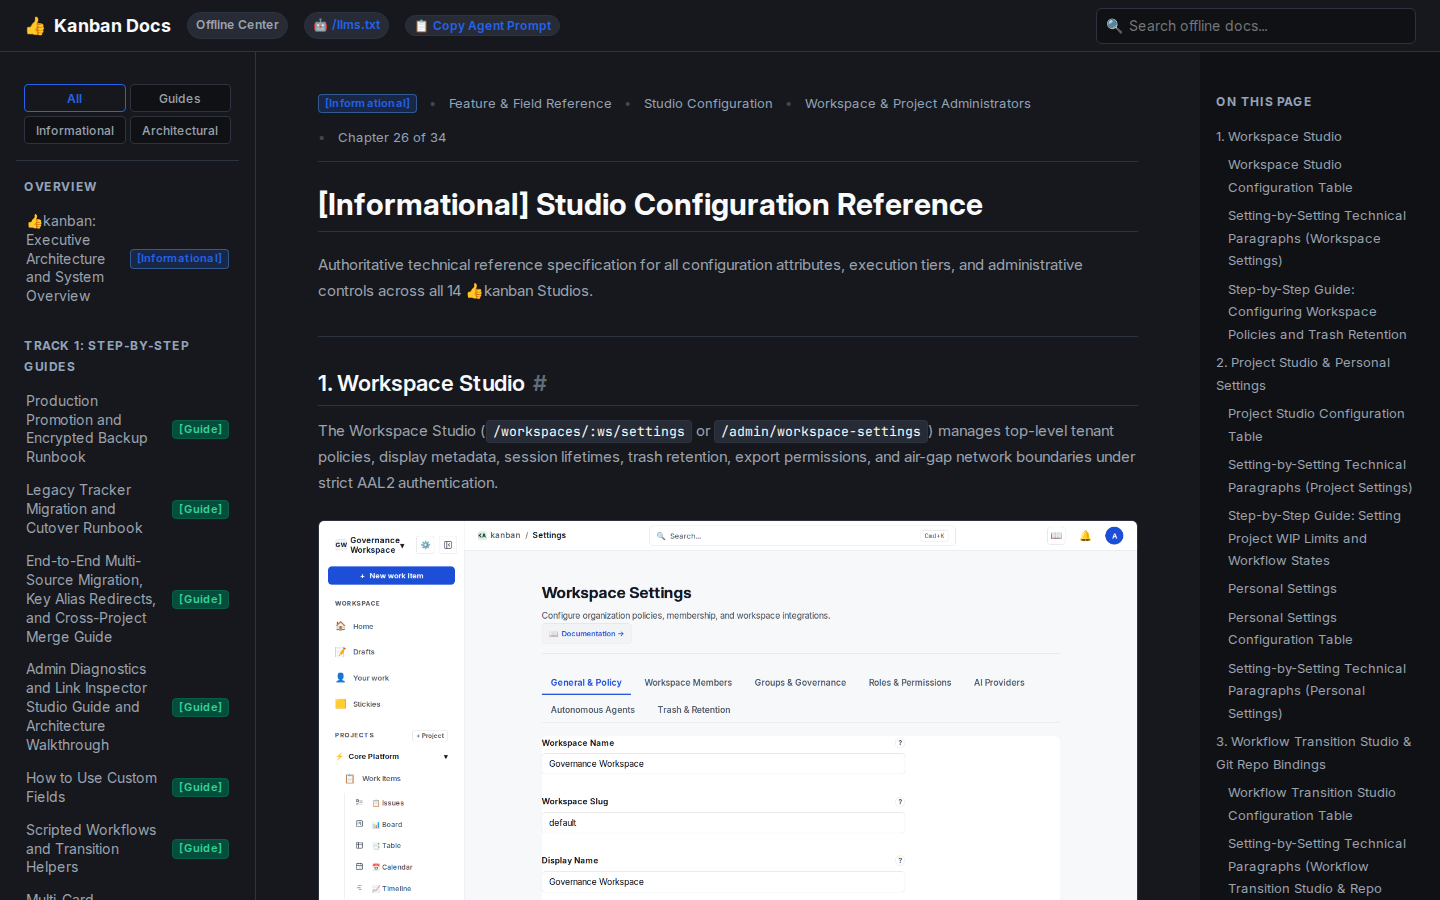 👍 Kanban Docs
Offline Center
🤖 /llms.txt
📋 Copy Agent Prompt
🔍 Search offline docs...
All
Guides
Informational
Architectural
OVERVIEW
👍kanban:
Executive
Architecture
and System
Overview
[Informational]
TRACK 1: STEP-BY-STEP
GUIDES
Production
Promotion and
Encrypted Backup
Runbook
[Guide]
Legacy Tracker
Migration and
Cutover Runbook
[Guide]
End-to-End Multi-
Source Migration,
Key Alias Redirects,
and Cross-Project
Merge Guide
[Guide]
Admin Diagnostics
and Link Inspector
Studio Guide and
Architecture
Walkthrough
[Guide]
How to Use Custom
Fields
[Guide]
Scripted Workflows
and Transition
Helpers
[Guide]
Multi-Card
[Informational] • Feature & Field Reference • Studio Configuration • Workspace & Project Administrators
• Chapter 26 of 34
[Informational] Studio Configuration Reference
Authoritative technical reference specification for all configuration attributes, execution tiers, and administrative
controls across all 14 👍kanban Studios.
1. Workspace Studio #
The Workspace Studio (/workspaces/:ws/settings or /admin/workspace-settings) manages top-level tenant
policies, display metadata, session lifetimes, trash retention, export permissions, and air-gap network boundaries under
strict AAL2 authentication.
GW Governance Workspace ▾
+ New work item
WORKSPACE
🏠 Home
📝 Drafts
👤 Your work
🟨 Stickies
PROJECTS
+ Project
⚡ Core Platform ▾
📋 Work Items
📋 Issues
📊 Board
📑 Table
📅 Calendar
📈 Timeline
KA kanban / Settings
🔍 Search...
Cmd+K
A
Workspace Settings
Configure organization policies, membership, and workspace integrations.
📖 Documentation →
General & Policy
Workspace Members
Groups & Governance
Roles & Permissions
AI Providers
Autonomous Agents
Trash & Retention
Workspace Name
?
Governance Workspace
Workspace Slug
?
default
Display Name
?
Governance Workspace
ON THIS PAGE
1. Workspace Studio
Workspace Studio
Configuration Table
Setting-by-Setting Technical
Paragraphs (Workspace
Settings)
Step-by-Step Guide:
Configuring Workspace
Policies and Trash Retention
2. Project Studio & Personal
Settings
Project Studio Configuration
Table
Setting-by-Setting Technical
Paragraphs (Project Settings)
Step-by-Step Guide: Setting
Project WIP Limits and
Workflow States
Personal Settings
Personal Settings
Configuration Table
Setting-by-Setting Technical
Paragraphs (Personal
Settings)
3. Workflow Transition Studio &
Git Repo Bindings
Workflow Transition Studio
Configuration Table
Setting-by-Setting Technical
Paragraphs (Workflow
Transition Studio & Repo